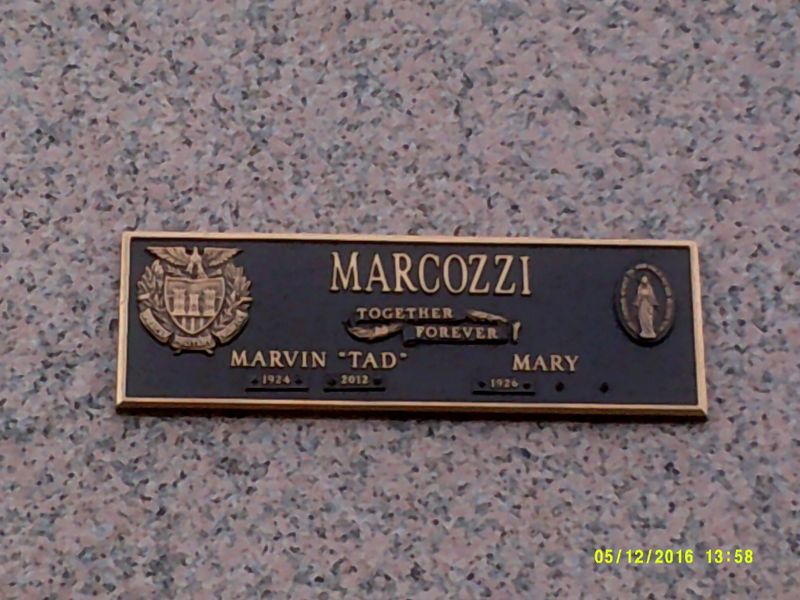 MARCOZZI
TOGETHER
FOREVER
MARVIN "TAD"
MARY
1924
2012
1926
05/12/2016 13:58